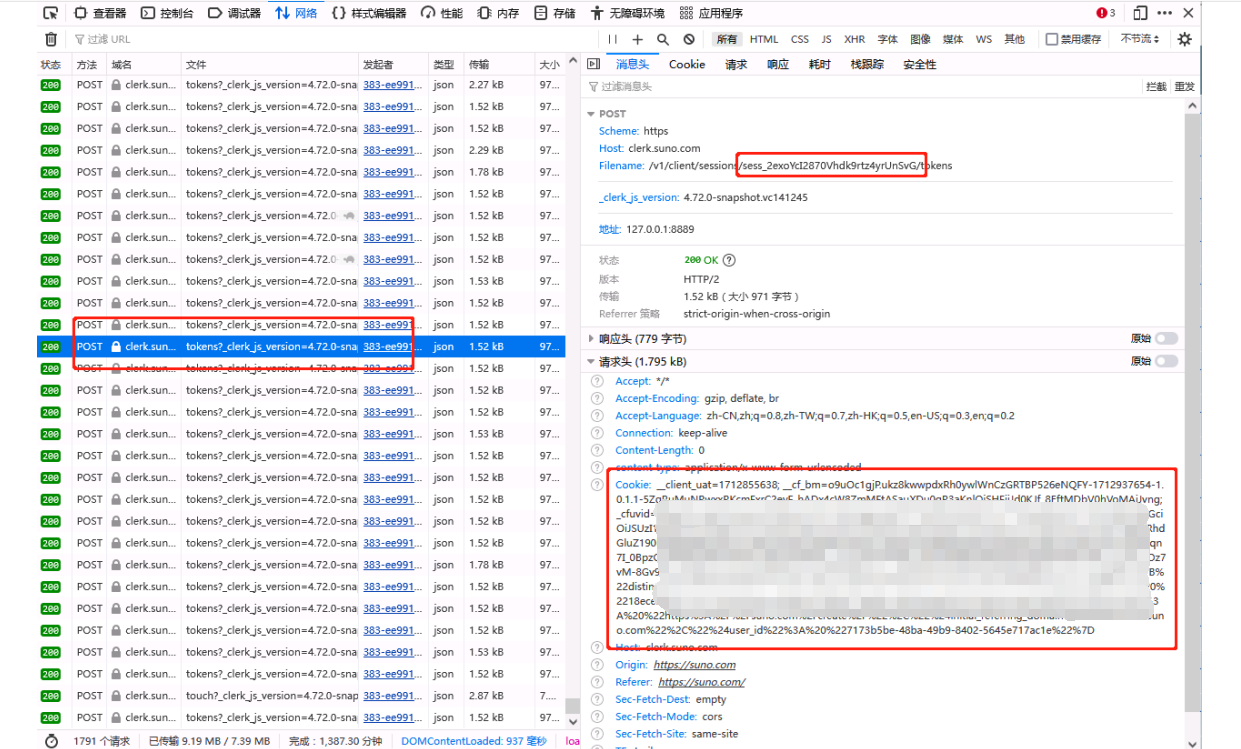 查看器 控制台 调试器 网络 {} 样式编辑器 性能 内存 存储 无障碍环境 应用程序 3
过滤 URL 所有 HTML CSS JS XHR 字体 图像 媒体 WS 其他 禁用缓存 不节流
状态 方法 域名 文件 发起者 类型 传输 大小
200 POST clerk.sun... tokens?_clerk_js_version=4.72.0-sna 383-ee991... json 2.27 kB 97...
200 POST clerk.sun... tokens?_clerk_js_version=4.72.0-sna 383-ee991... json 1.52 kB 97...
200 POST clerk.sun... tokens?_clerk_js_version=4.72.0-sna 383-ee991... json 1.52 kB 97...
200 POST clerk.sun... tokens?_clerk_js_version=4.72.0-sna 383-ee991... json 2.29 kB 97...
200 POST clerk.sun... tokens?_clerk_js_version=4.72.0-sna 383-ee991... json 1.78 kB 97...
200 POST clerk.sun... tokens?_clerk_js_version=4.72.0-sna 383-ee991... json 1.52 kB 97...
200 POST clerk.sun... tokens?_clerk_js_version=4.72.0- 383-ee991... json 1.52 kB 97...
200 POST clerk.sun... tokens?_clerk_js_version=4.72.0-sna 383-ee991... json 1.52 kB 97...
200 POST clerk.sun... tokens?_clerk_js_version=4.72.0- 383-ee991... json 1.52 kB 97...
200 POST clerk.sun... tokens?_clerk_js_version=4.72.0-sna 383-ee991... json 1.53 kB 97...
200 POST clerk.sun... tokens?_clerk_js_version=4.72.0-sna 383-ee991... json 1.52 kB 97...
200 POST clerk.sun... tokens?_clerk_js_version=4.72.0-sna 383-ee991... json 1.52 kB 97...
200 POST clerk.sun... tokens?_clerk_js_version=4.72.0-sna 383-ee991... json 1.52 kB 97...
200 POST clerk.sun... tokens?_clerk_js_version=4.72.0-sna 383-ee991... json 1.52 kB 97...
200 POST clerk.sun... tokens?_clerk_js_version=4.72.0-sna 383-ee991... json 1.52 kB 97...
200 POST clerk.sun... tokens?_clerk_js_version=4.72.0-sna 383-ee991... json 1.52 kB 97...
200 POST clerk.sun... tokens?_clerk_js_version=4.72.0-sna 383-ee991... json 1.53 kB 97...
200 POST clerk.sun... tokens?_clerk_js_version=4.72.0-sna 383-ee991... json 1.52 kB 97...
200 POST clerk.sun... tokens?_clerk_js_version=4.72.0-sna 383-ee991... json 1.52 kB 97...
200 POST clerk.sun... tokens?_clerk_js_version=4.72.0-sna 383-ee991... json 1.52 kB 97...
200 POST clerk.sun... tokens?_clerk_js_version=4.72.0-sna 383-ee991... json 1.53 kB 97...
200 POST clerk.sun... tokens?_clerk_js_version=4.72.0-sna 383-ee991... json 1.52 kB 97...
200 POST clerk.sun... tokens?_clerk_js_version=4.72.0-sna 383-ee991... json 1.78 kB 97...
200 POST clerk.sun... tokens?_clerk_js_version=4.72.0-sna 383-ee991... json 1.52 kB 97...
200 POST clerk.sun... tokens?_clerk_js_version=4.72.0-sna 383-ee991... json 1.52 kB 97...
200 POST clerk.sun... tokens?_clerk_js_version=4.72.0-sna 383-ee991... json 1.52 kB 97...
200 POST clerk.sun... tokens?_clerk_js_version=4.72.0-sna 383-ee991... json 1.52 kB 97...
200 POST clerk.sun... tokens?_clerk_js_version=4.72.0-sna 383-ee991... json 1.52 kB 97...
200 POST clerk.sun... touch?_clerk_js_version=4.72.0-snap 383-ee991... json 2.87 kB 7....
200 POST clerk.sun... tokens?_clerk_js_version=4.72.0-sna 383-ee991... json 1.52 kB 97...
1791 个请求 已传输 9.19 MB / 7.39 MB 完成：1,387.30 分钟 DOMContentLoaded: 937 毫秒 loa
消息头 Cookie 请求 响应 耗时 栈跟踪 安全性
过滤消息头 拦截 重发
POST
Scheme: https
Host: clerk.suno.com
Filename: /v1/client/sessions/sess_2exoYcI2870Vhdk9rtz4yrUnSvG/tokens
_clerk_js_version: 4.72.0-snapshot.vc141245
地址: 127.0.0.1:8889
状态 200 OK
版本 HTTP/2
传输 1.52 kB（大小 971 字节）
Referrer 策略 strict-origin-when-cross-origin
响应头 (779 字节) 原始
请求头 (1.795 kB) 原始
Accept: */*
Accept-Encoding: gzip, deflate, br
Accept-Language: zh-CN,zh;q=0.8,zh-TW;q=0.7,zh-HK;q=0.5,en-US;q=0.3,en;q=0.2
Connection: keep-alive
Content-Length: 0
content-type: application/x-www-form-urlencoded
Cookie: __client_uat=1712855638; __cf_bm=o9uOc1gjPukz8kwwpdxRh0ywlWnCzGRTBP526eNQFY-1712937654-1.
_cfuvid=
22distin
2218ece
o.com%22%2C%22%24user_id%22%3A%20%227173b5be-48ba-49b9-8402-5645e717ac1e%22%7D
Host: clerk.suno.com
Origin: https://suno.com
Referer: https://suno.com/
Sec-Fetch-Dest: empty
Sec-Fetch-Mode: cors
Sec-Fetch-Site: same-site